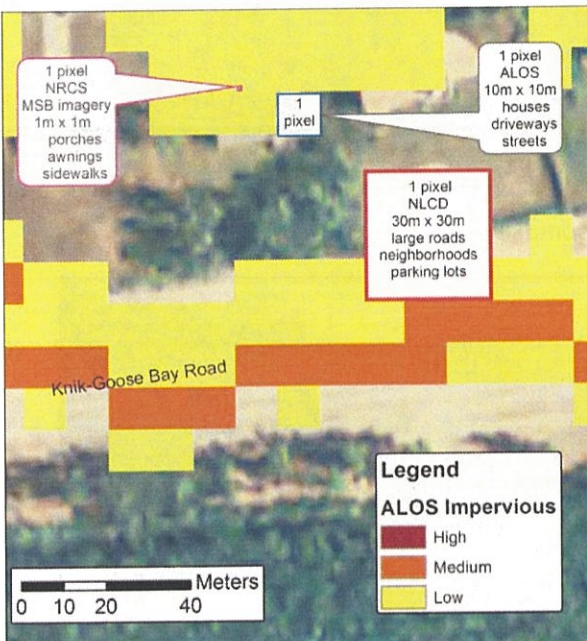 1 pixel
NRCS
MSB imagery
1m x 1m
porches
awnings
sidewalks
1
pixel
1 pixel
ALOS
10m x 10m
houses
driveways
streets
1 pixel
NLCD
30m x 30m
large roads
neighborhoods
parking lots
Knik-Goose Bay Road
Legend
ALOS Impervious
High
Medium
Low
Meters
0 10 20 40